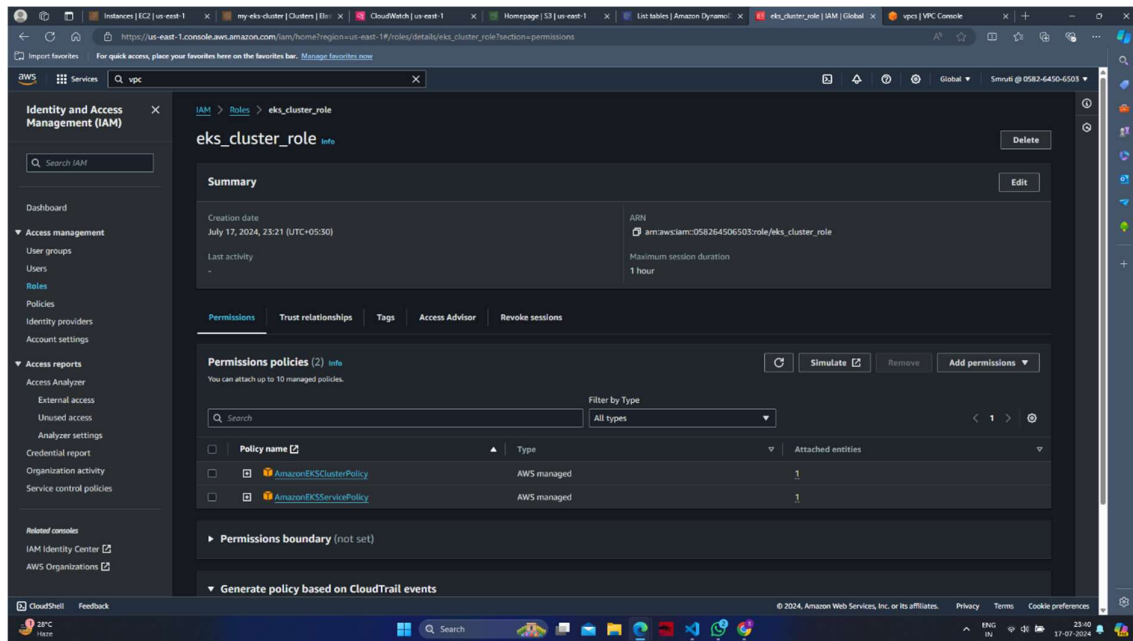 Instances | EC2 | us-east-1
my-eks-cluster | Clusters | Ela
CloudWatch | us-east-1
Homepage | S3 | us-east-1
List tables | Amazon Dynamo
eks_cluster_role | IAM | Global
vpcs | VPC Console
https://us-east-1.console.aws.amazon.com/iam/home?region=us-east-1#/roles/details/eks_cluster_role?section=permissions
Import favorites
For quick access, place your favorites here on the favorites bar. Manage favorites now
aws
Services
vpc
Global
Smruti @ 0582-6450-6503
Identity and Access
Management (IAM)
Search IAM
Dashboard
Access management
User groups
Users
Roles
Policies
Identity providers
Account settings
Access reports
Access Analyzer
External access
Unused access
Analyzer settings
Credential report
Organization activity
Service control policies
Related consoles
IAM Identity Center
AWS Organizations
IAM > Roles > eks_cluster_role
eks_cluster_role Info
Delete
Summary
Edit
Creation date
July 17, 2024, 23:21 (UTC+05:30)
ARN
arn:aws:iam::058264506503:role/eks_cluster_role
Last activity
-
Maximum session duration
1 hour
Permissions
Trust relationships
Tags
Access Advisor
Revoke sessions
Permissions policies (2) Info
You can attach up to 10 managed policies.
Simulate
Remove
Add permissions
Filter by Type
Search
All types
1
Policy name
Type
Attached entities
AmazonEKSClusterPolicy
AWS managed
1
AmazonEKSServicePolicy
AWS managed
1
Permissions boundary (not set)
Generate policy based on CloudTrail events
CloudShell
Feedback
© 2024, Amazon Web Services, Inc. or its affiliates.
Privacy
Terms
Cookie preferences
28°C
Haze
Search
ENG
IN
23:40
17-07-2024